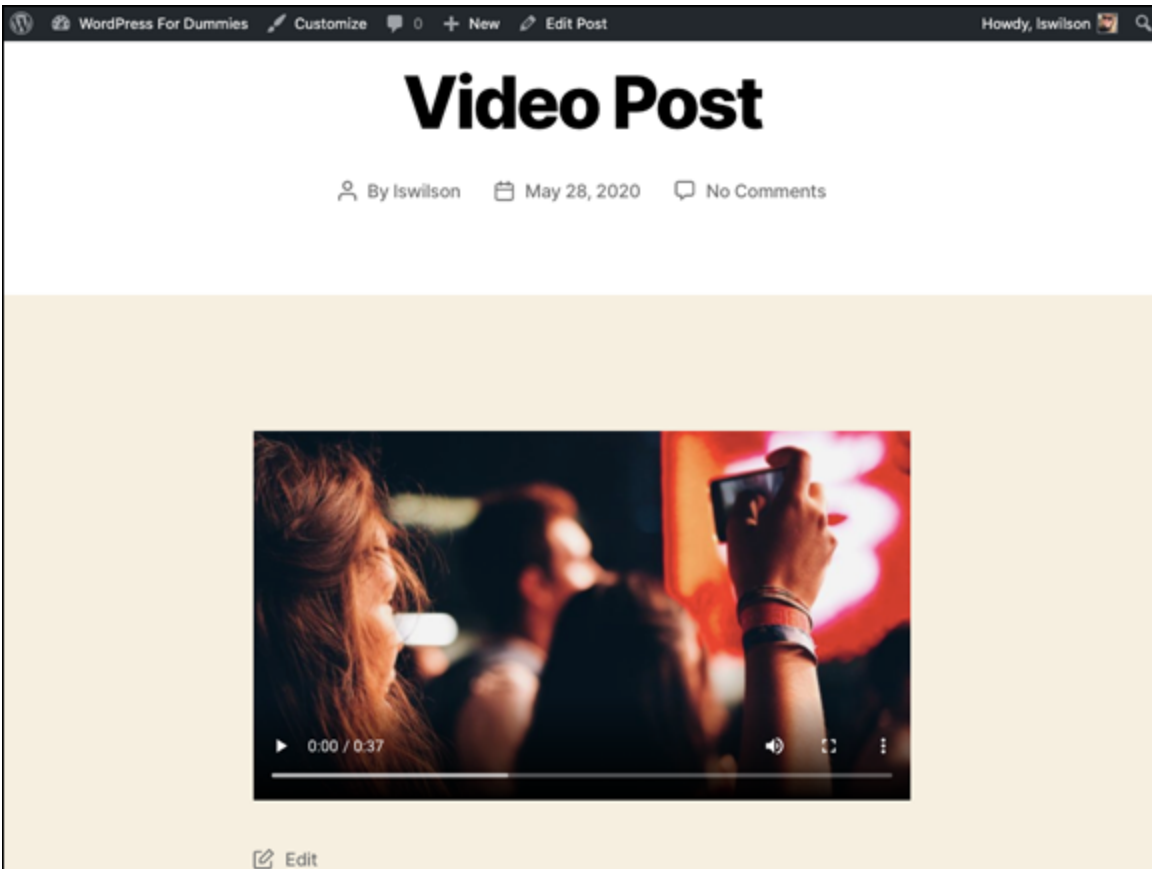 WordPress For Dummies Customize 0 New Edit Post Howdy, lswilson
Video Post
By lswilson May 28, 2020 No Comments
0:00 / 0:37
Edit